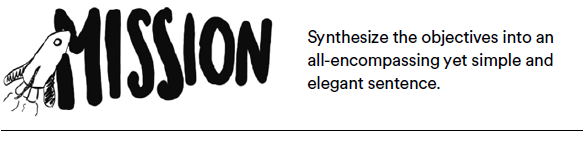 MISSION
Synthesize the objectives into an
all-encompassing yet simple and
elegant sentence.